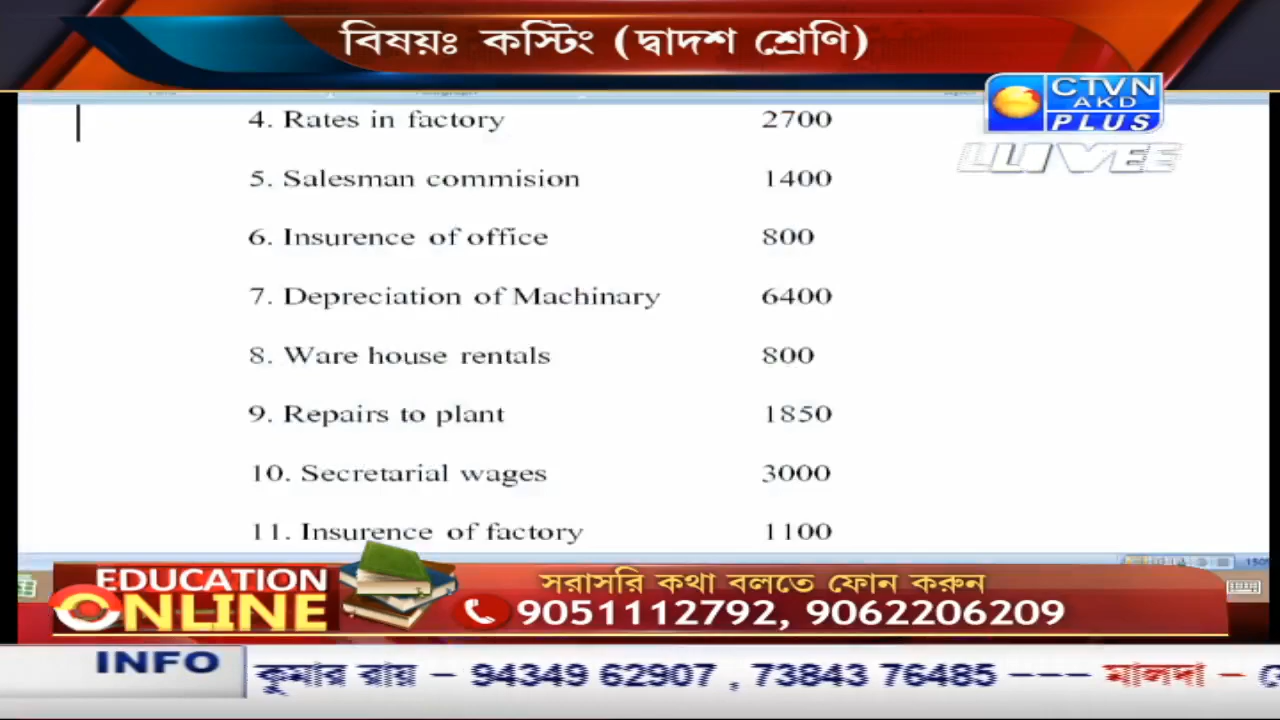 বিষয়ঃ কস্টিং (দ্বাদশ শ্রেণি)
CTVN
AKD
PLUS
4. Rates in factory 2700
5. Salesman commision 1400
6. Insurence of office 800
7. Depreciation of Machinary 6400
8. Ware house rentals 800
9. Repairs to plant 1850
10. Secretarial wages 3000
11. Insurence of factory 1100
EDUCATION
ONLINE
সরাসরি কথা বলতে ফোন করুন
9051112792, 9062206209
INFO
কুমার রায় – 94349 62907 , 73843 76485 --- মালদা –